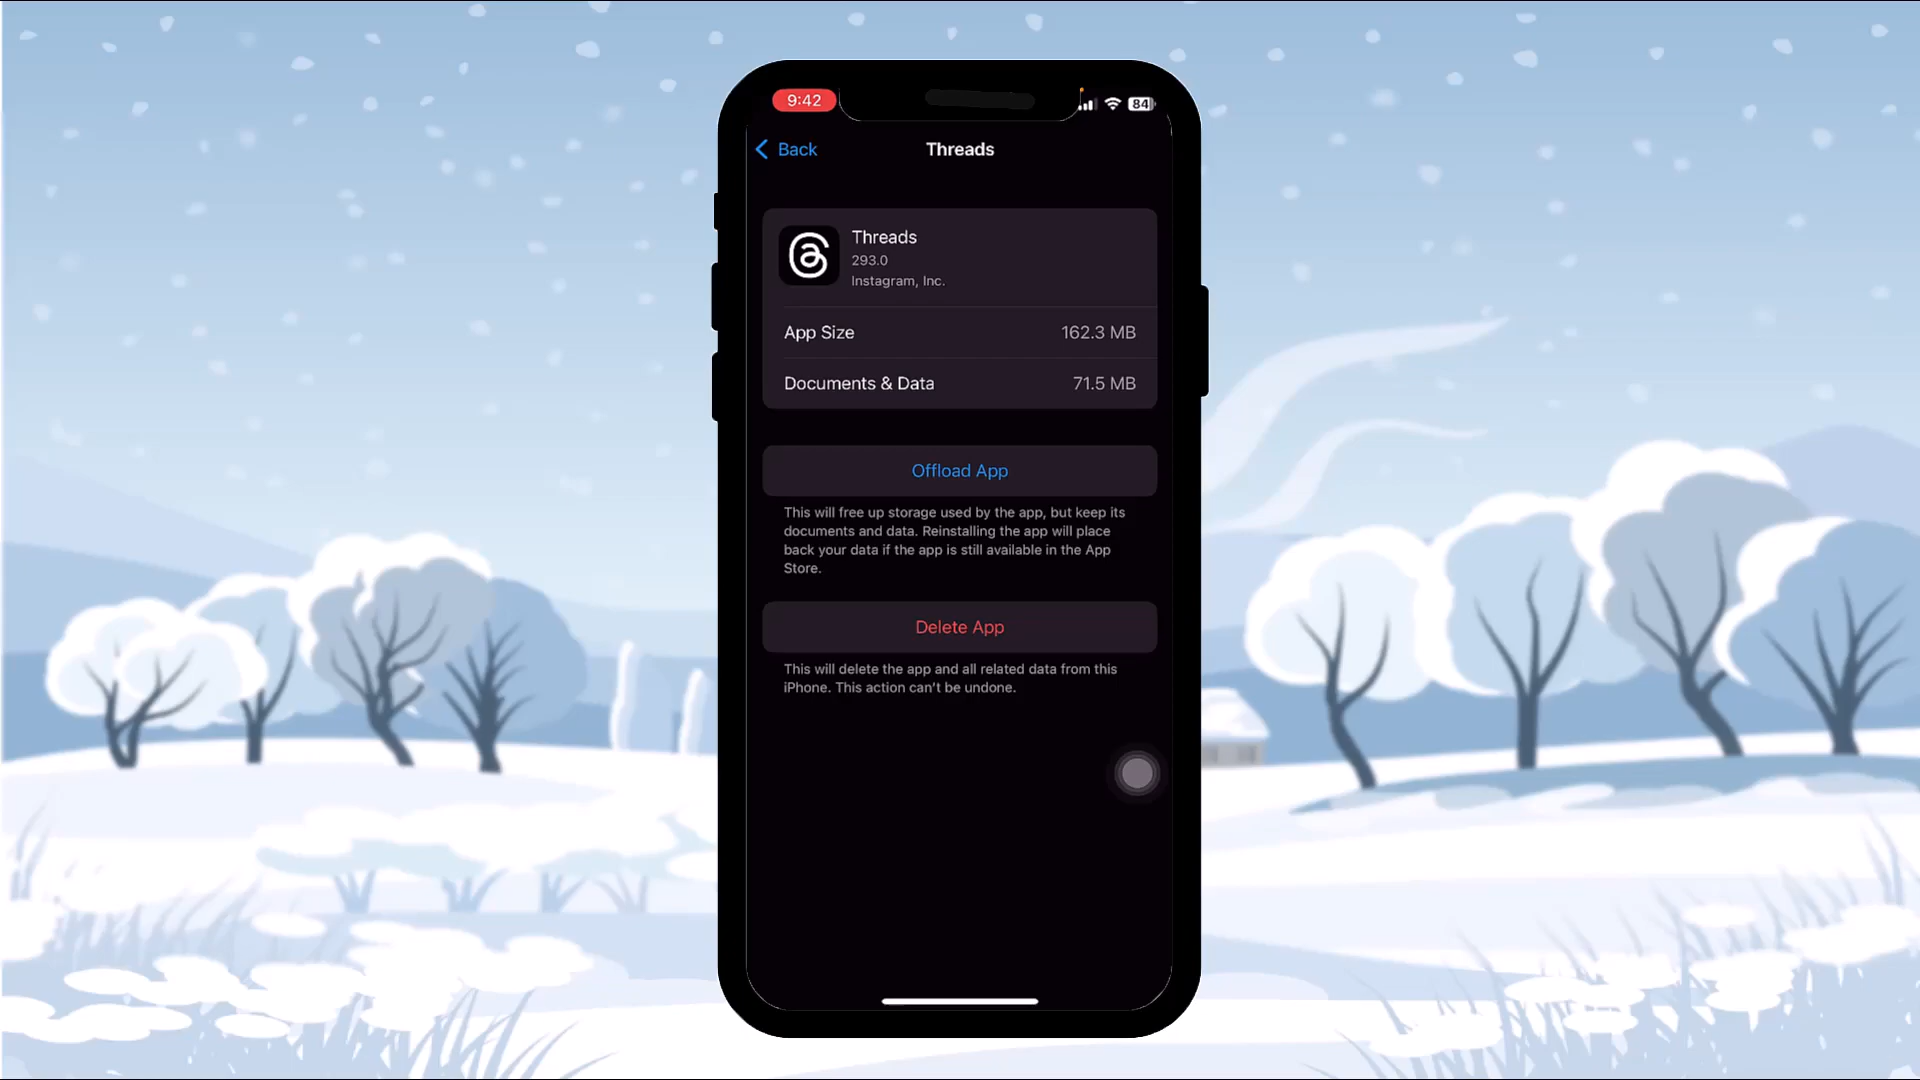 9:42
84
Back
Threads
Threads
293.0
Instagram, Inc.
App Size
162.3 MB
Documents & Data
71.5 MB
Offload App
This will free up storage used by the app, but keep its
documents and data. Reinstalling the app will place
back your data if the app is still available in the App
Store.
Delete App
This will delete the app and all related data from this
iPhone. This action can't be undone.